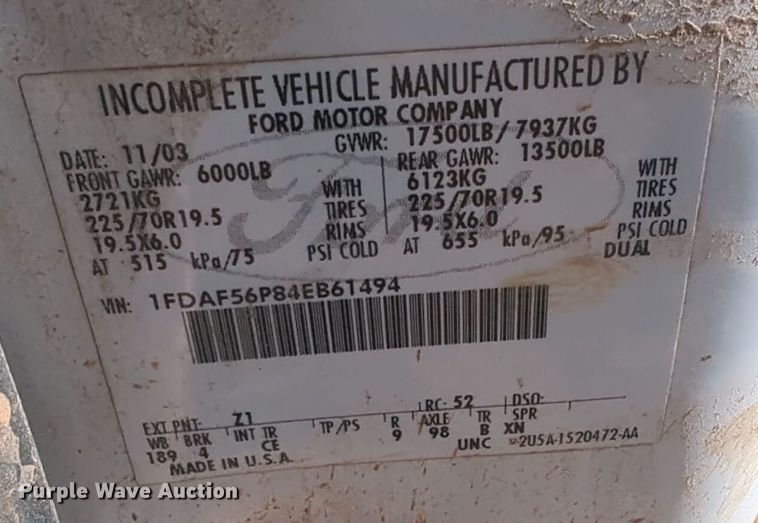 INCOMPLETE VEHICLE MANUFACTURED BY
FORD MOTOR COMPANY
DATE: 11/03 GVWR: 17500LB/ 7937KG
FRONT GAWR: 6000LB REAR GAWR: 13500LB
2721KG WITH 6123KG WITH
225/70R19.5 TIRES 225/70R19.5 TIRES
19.5X6.0 RIMS 19.5X6.0 RIMS
AT 515 kPa/75 PSI COLD AT 655 kPa/95 PSI COLD
DUAL
Ford
VIN: 1FDAF56P84EB61494
EXT PNT: Z1 RC: 52 DSO:
WB BRK INT TR TP/PS R AXLE TR SPR
189 4 CE 9 98 B XN
UNC 2U5A-1520472-AA
MADE IN U.S.A.
Purple Wave Auction